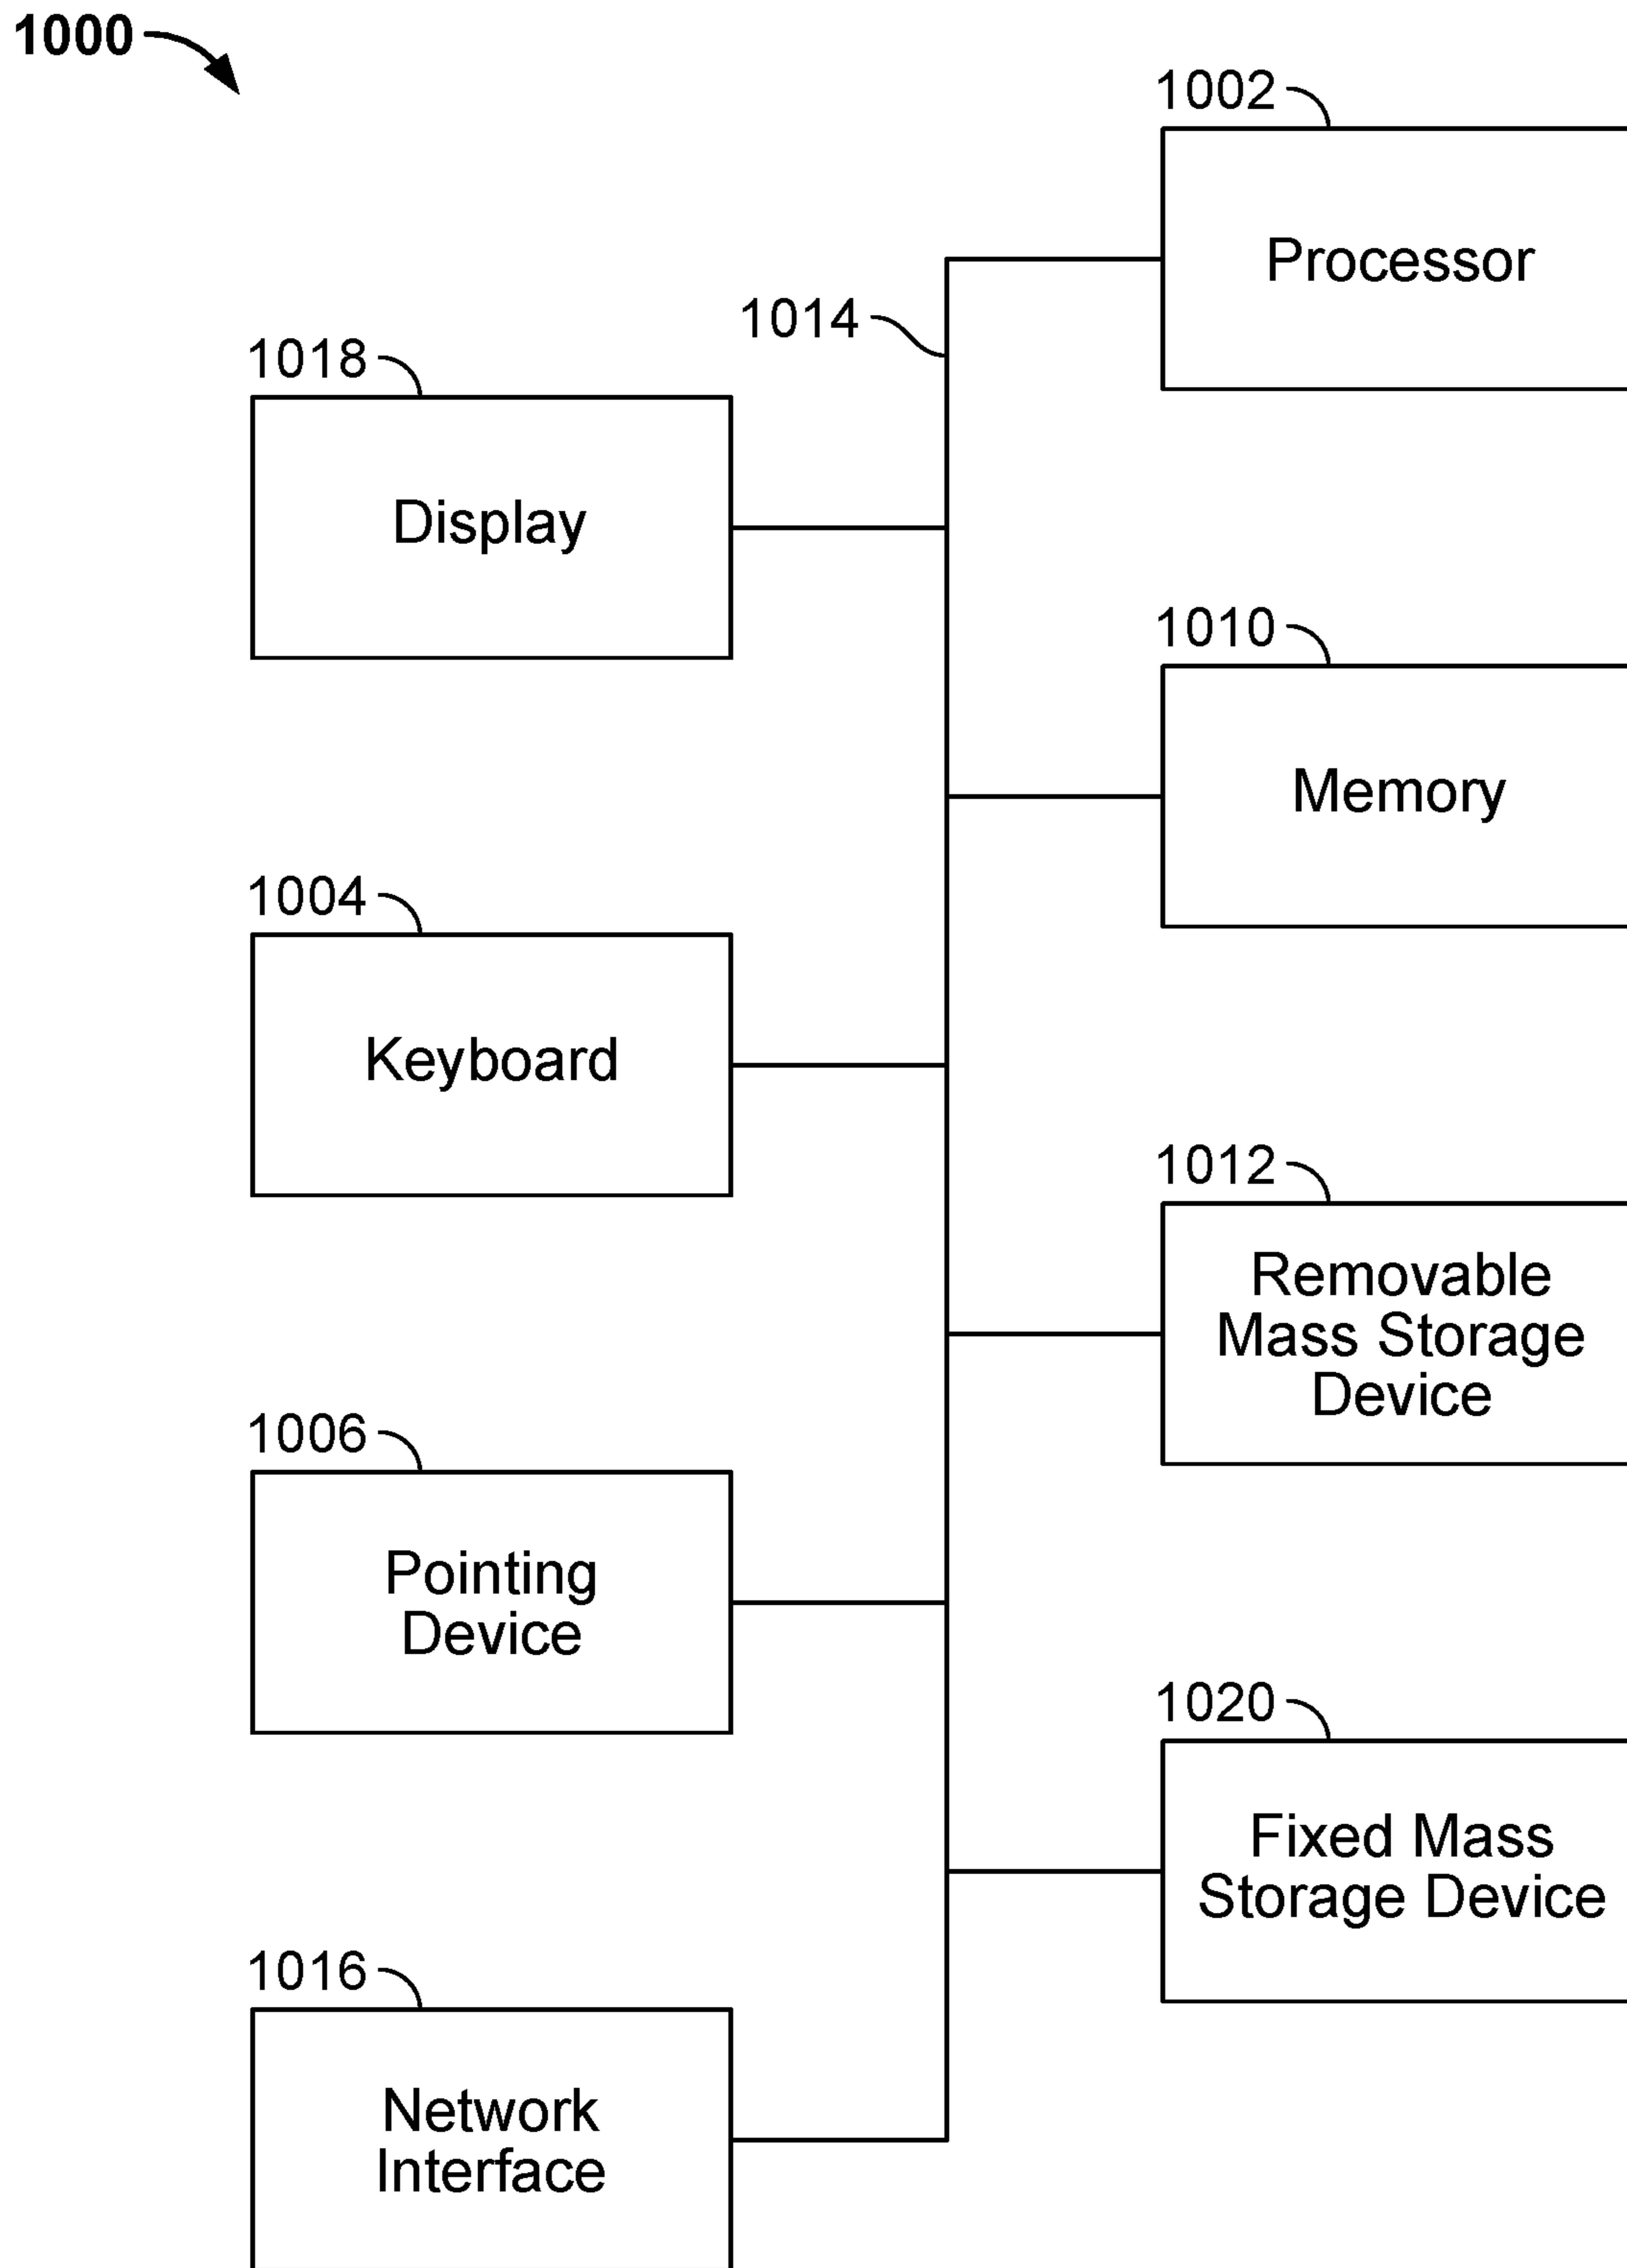 1000
1002
Processor
1014
1018
Display
1010
Memory
1004
Keyboard
1012
Removable
Mass Storage
Device
1006
Pointing
Device
1020
Fixed Mass
Storage Device
1016
Network
Interface